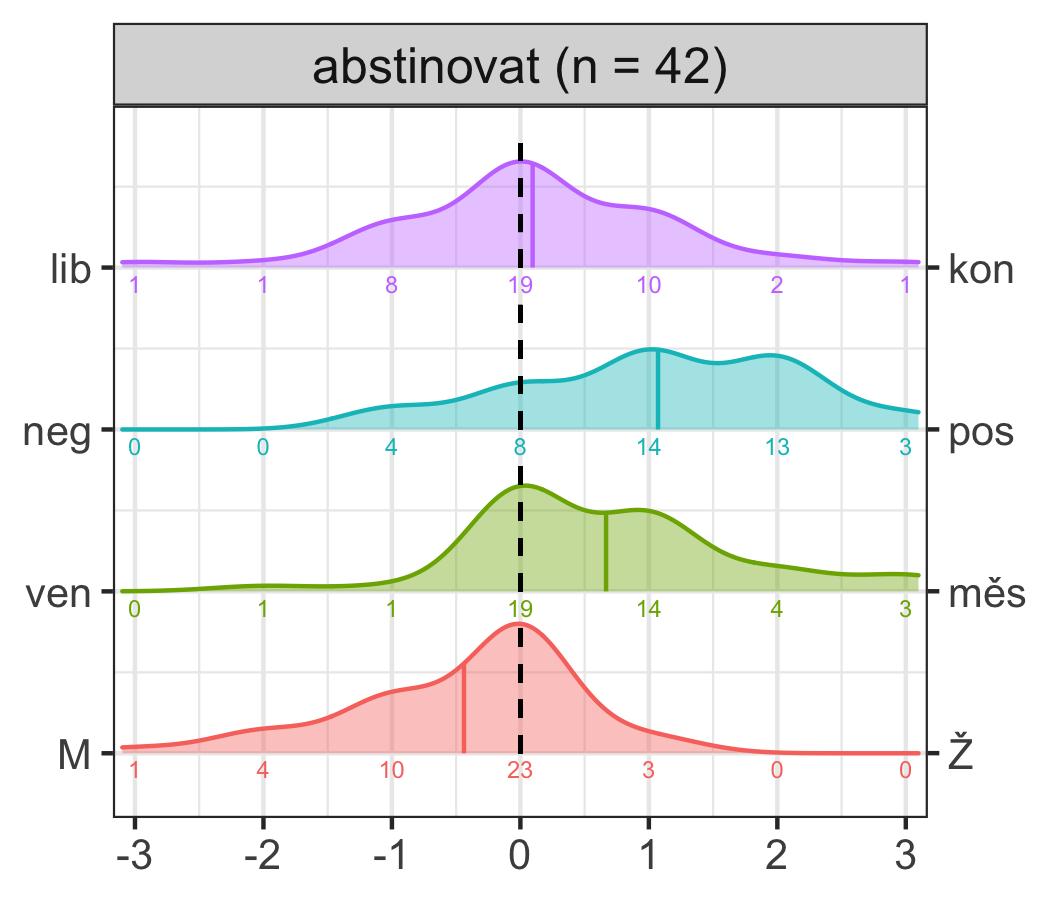 abstinovat (n = 42)
lib kon
1 1 8 19 10 2 1
neg pos
0 0 4 8 14 13 3
ven měs
0 1 1 19 14 4 3
M Ž
1 4 10 23 3 0 0
-3 -2 -1 0 1 2 3